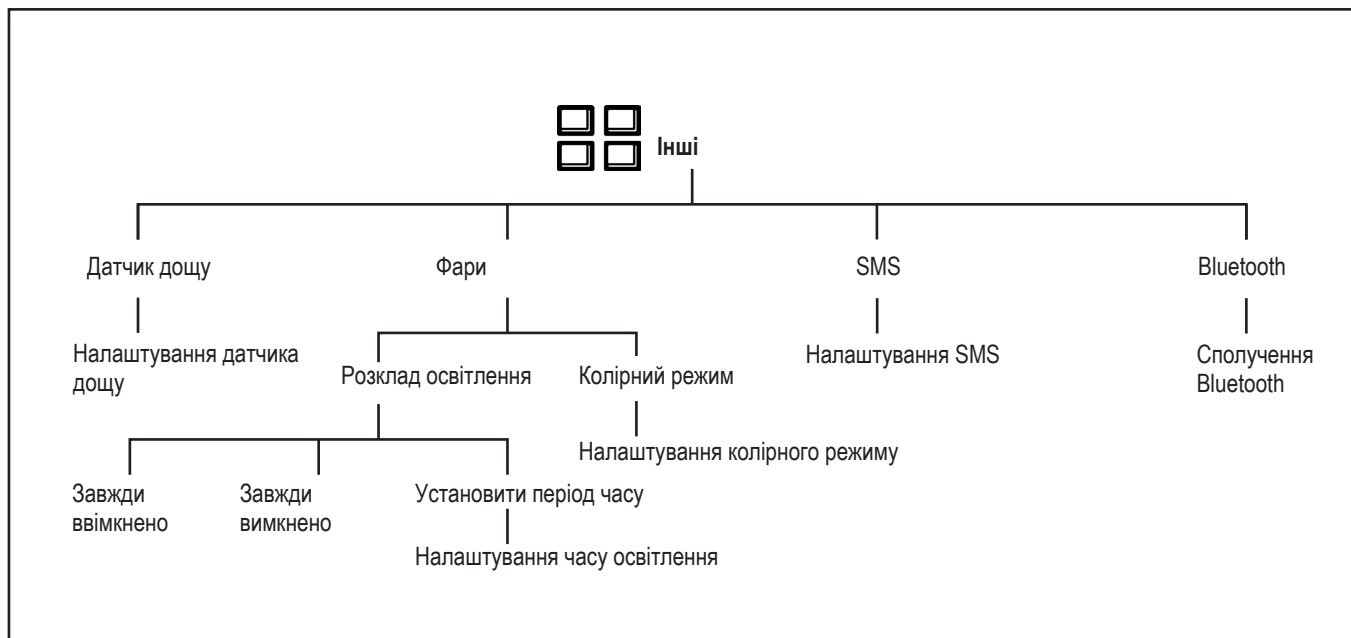 Інші
Датчик дощу
Фари
SMS
Bluetooth
Налаштування датчика
дощу
Розклад освітлення
Колірний режим
Налаштування SMS
Сполучення
Bluetooth
Налаштування колірного режиму
Завжди
ввімкнено
Завжди
вимкнено
Установити період часу
Налаштування часу освітлення